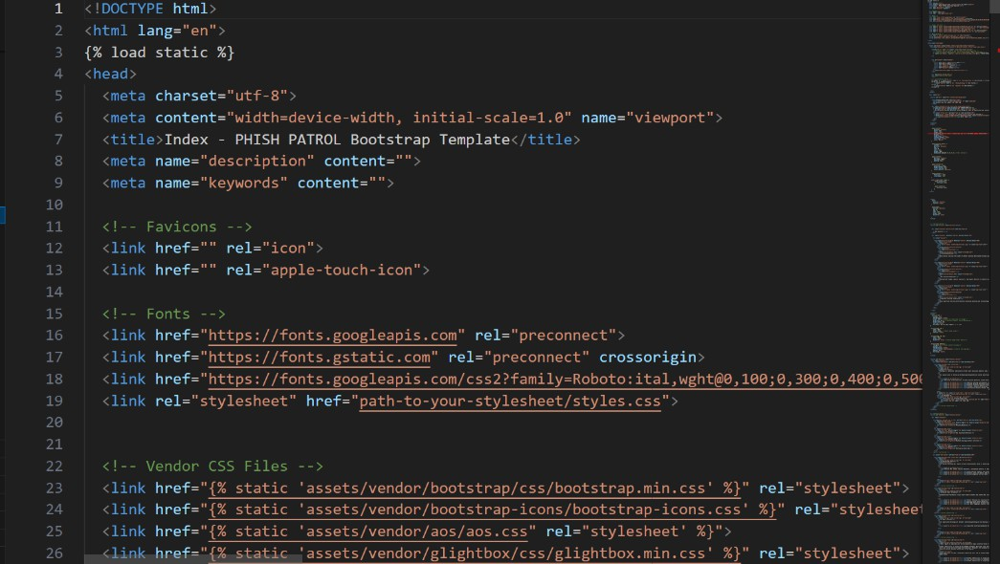 1 <!DOCTYPE html>
2 <html lang="en">
3 {% load static %}
4 <head>
5 <meta charset="utf-8">
6 <meta content="width=device-width, initial-scale=1.0" name="viewport">
7 <title>Index - PHISH PATROL Bootstrap Template</title>
8 <meta name="description" content="">
9 <meta name="keywords" content="">
10
11 <!-- Favicons -->
12 <link href="" rel="icon">
13 <link href="" rel="apple-touch-icon">
14
15 <!-- Fonts -->
16 <link href="https://fonts.googleapis.com" rel="preconnect">
17 <link href="https://fonts.gstatic.com" rel="preconnect" crossorigin>
18 <link href="https://fonts.googleapis.com/css2?family=Roboto:ital,wght@0,100;0,300;0,400;0,500
19 <link rel="stylesheet" href="path-to-your-stylesheet/styles.css">
20
21
22 <!-- Vendor CSS Files -->
23 <link href="{% static 'assets/vendor/bootstrap/css/bootstrap.min.css' %}" rel="stylesheet">
24 <link href="{% static 'assets/vendor/bootstrap-icons/bootstrap-icons.css' %}" rel="stylesheet
25 <link href="{% static 'assets/vendor/aos/aos.css" rel="stylesheet' %}">
26 <link href="{% static 'assets/vendor/glightbox/css/glightbox.min.css' %}" rel="stylesheet">